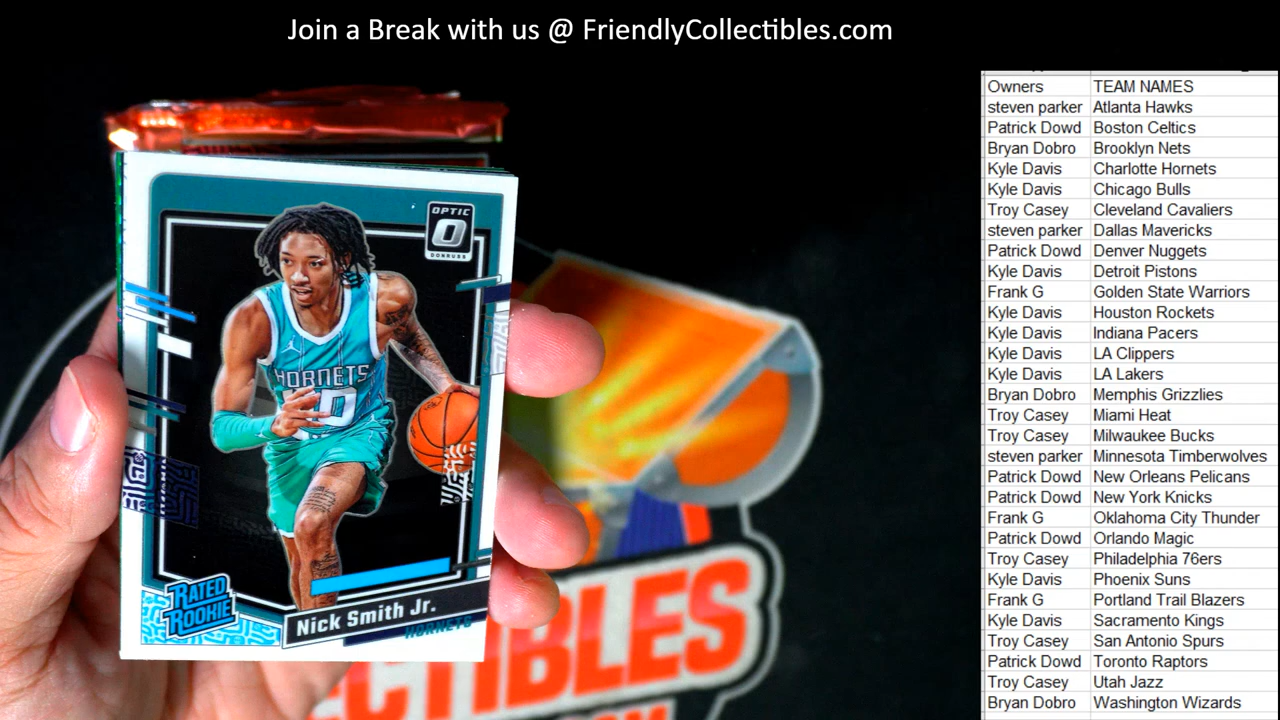 Join a Break with us @ FriendlyCollectibles.com
OPTIC
DONRUSS
HORNETS
10
RATED
ROOKIE
Nick Smith Jr.
HORNETS
Owners TEAM NAMES
steven parker Atlanta Hawks
Patrick Dowd Boston Celtics
Bryan Dobro Brooklyn Nets
Kyle Davis Charlotte Hornets
Kyle Davis Chicago Bulls
Troy Casey Cleveland Cavaliers
steven parker Dallas Mavericks
Patrick Dowd Denver Nuggets
Kyle Davis Detroit Pistons
Frank G Golden State Warriors
Kyle Davis Houston Rockets
Kyle Davis Indiana Pacers
Kyle Davis LA Clippers
Kyle Davis LA Lakers
Bryan Dobro Memphis Grizzlies
Troy Casey Miami Heat
Troy Casey Milwaukee Bucks
steven parker Minnesota Timberwolves
Patrick Dowd New Orleans Pelicans
Patrick Dowd New York Knicks
Frank G Oklahoma City Thunder
Patrick Dowd Orlando Magic
Troy Casey Philadelphia 76ers
Kyle Davis Phoenix Suns
Frank G Portland Trail Blazers
Kyle Davis Sacramento Kings
Troy Casey San Antonio Spurs
Patrick Dowd Toronto Raptors
Troy Casey Utah Jazz
Bryan Dobro Washington Wizards
ECTIBLES